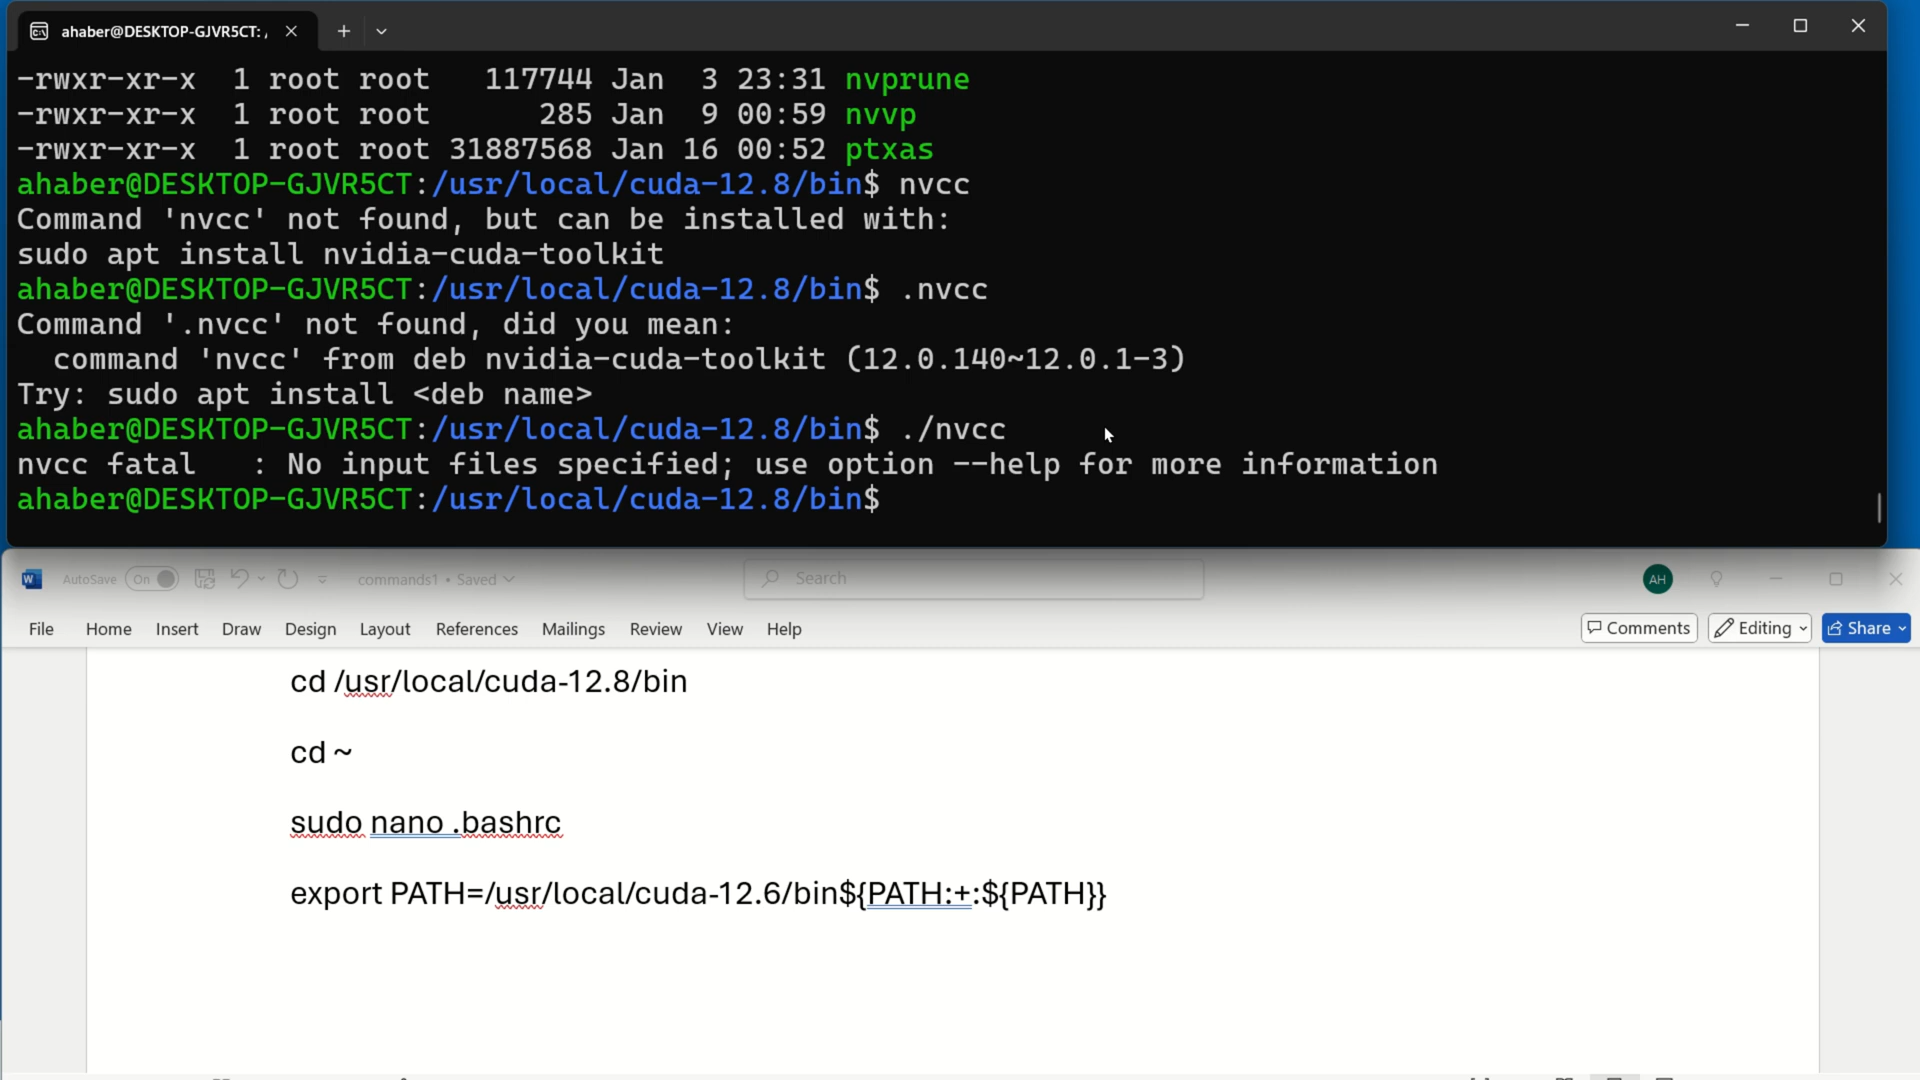 ahaber@DESKTOP-GJVR5CT: /
-rwxr-xr-x 1 root root 117744 Jan 3 23:31 nvprune
-rwxr-xr-x 1 root root 285 Jan 9 00:59 nvvp
-rwxr-xr-x 1 root root 31887568 Jan 16 00:52 ptxas
ahaber@DESKTOP-GJVR5CT:/usr/local/cuda-12.8/bin$ nvcc
Command 'nvcc' not found, but can be installed with:
sudo apt install nvidia-cuda-toolkit
ahaber@DESKTOP-GJVR5CT:/usr/local/cuda-12.8/bin$ .nvcc
Command '.nvcc' not found, did you mean:
command 'nvcc' from deb nvidia-cuda-toolkit (12.0.140~12.0.1-3)
Try: sudo apt install <deb name>
ahaber@DESKTOP-GJVR5CT:/usr/local/cuda-12.8/bin$ ./nvcc
nvcc fatal : No input files specified; use option --help for more information
ahaber@DESKTOP-GJVR5CT:/usr/local/cuda-12.8/bin$
W AutoSave On commands1 • Saved Search AH
File Home Insert Draw Design Layout References Mailings Review View Help Comments Editing Share
cd /usr/local/cuda-12.8/bin
cd ~
sudo nano .bashrc
export PATH=/usr/local/cuda-12.6/bin${PATH:+:${PATH}}